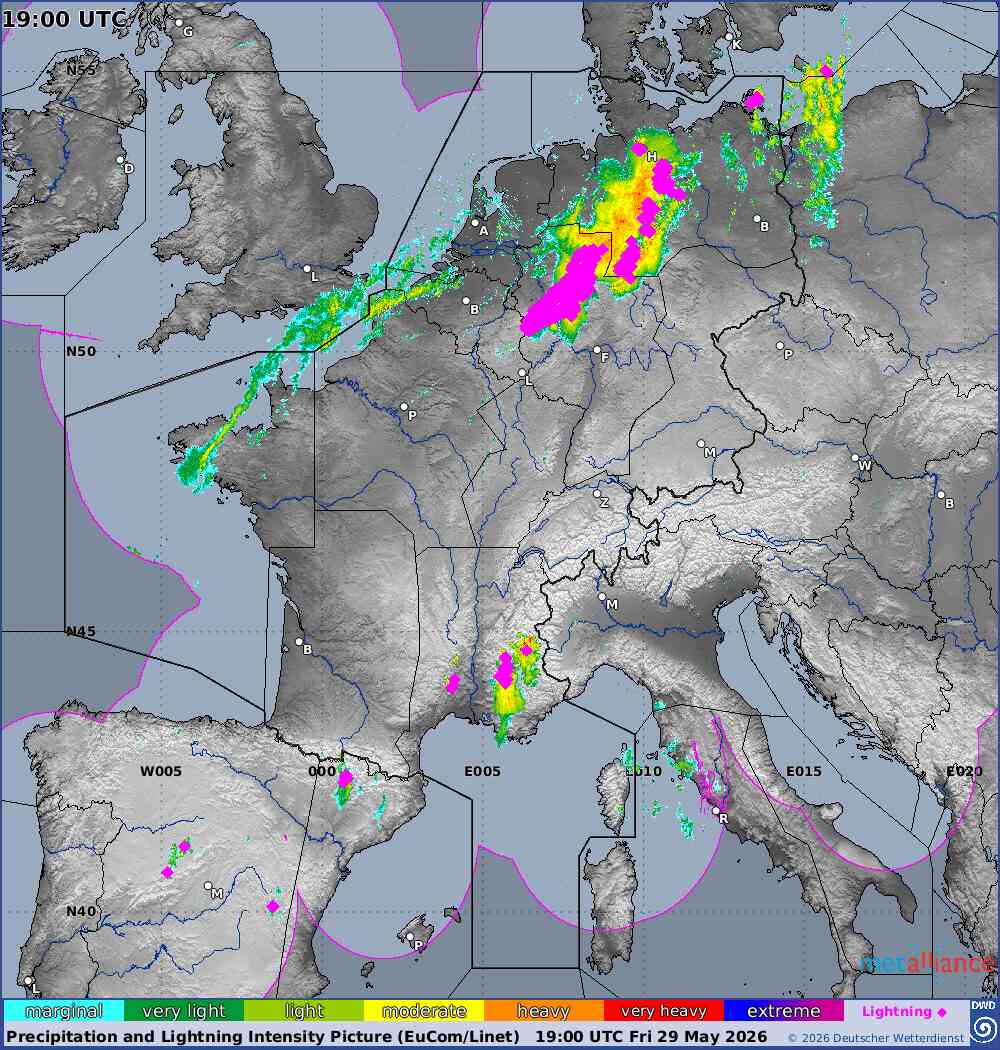 19:00 UTC
G
K
N55
H
D
A
B
L
B
N50
F
P
L
P
M
W
Z
B
M
N45
B
W005
000
E005
E010
E015
E020
R
M
N40
P
L
metalliance
marginal very light light moderate heavy very heavy extreme Lightning
DWD
Precipitation and Lightning Intensity Picture (EuCom/Linet) 19:00 UTC Fri 29 May 2026 © 2026 Deutscher Wetterdienst